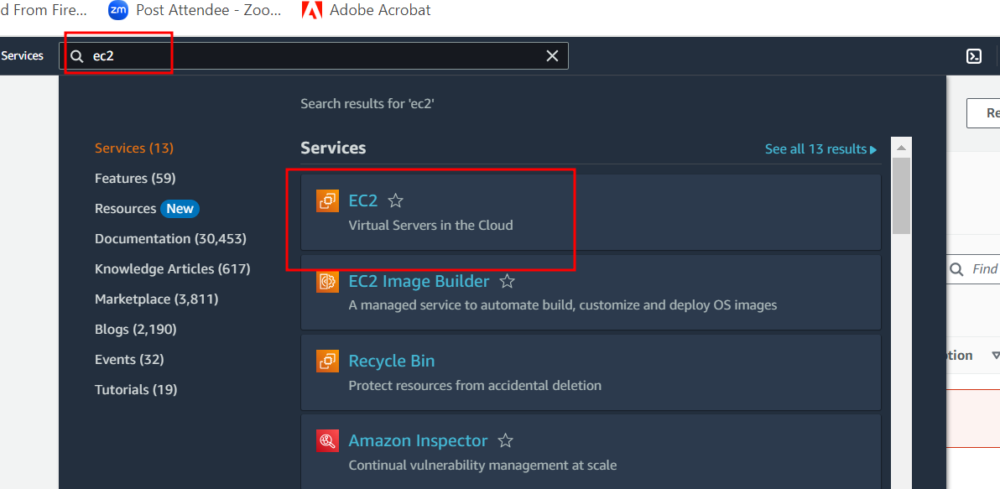 d From Fire...
zm Post Attendee - Zoo...
Adobe Acrobat
Services
ec2
Search results for 'ec2'
Services (13)
Features (59)
Resources New
Documentation (30,453)
Knowledge Articles (617)
Marketplace (3,811)
Blogs (2,190)
Events (32)
Tutorials (19)
Services
See all 13 results
EC2
Virtual Servers in the Cloud
EC2 Image Builder
A managed service to automate build, customize and deploy OS images
Recycle Bin
Protect resources from accidental deletion
Amazon Inspector
Continual vulnerability management at scale
Re
Find
tion